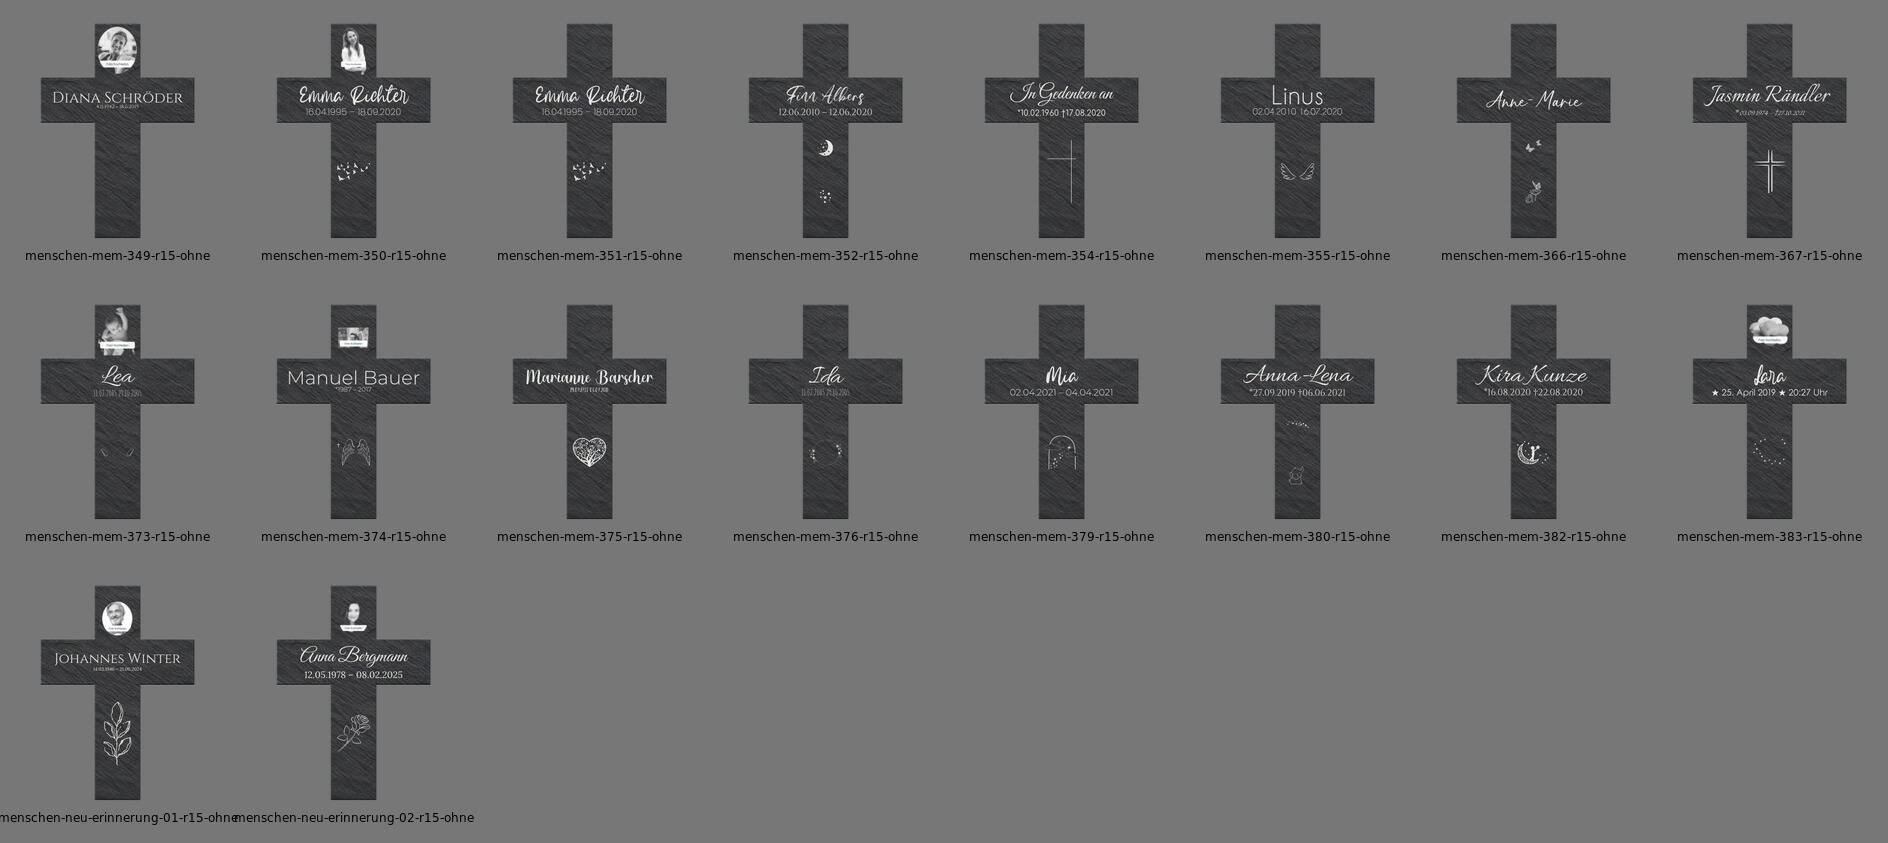 DIANA SCHRÖDER
Emma Richter
16.04.1995 – 18.09.2020
Emma Richter
16.04.1995 – 18.09.2020
Finn Albers
12.06.2010 – 12.06.2020
In Gedenken an
*10.02.1960 †17.08.2020
Linus
02.04.2010 16.07.2020
Anne-Marie
Jasmin Rändler
*03.09.1974 – †27.10.2021
menschen-mem-349-r15-ohne
menschen-mem-350-r15-ohne
menschen-mem-351-r15-ohne
menschen-mem-352-r15-ohne
menschen-mem-354-r15-ohne
menschen-mem-355-r15-ohne
menschen-mem-366-r15-ohne
menschen-mem-367-r15-ohne
Lea
Manuel Bauer
Marianne Barscher
Ida
Mia
02.04.2021 – 04.04.2021
Anna-Lena
*27.09.2019 †06.06.2021
Kira Kunze
*16.08.2020 †22.08.2020
Lara
★ 25. April 2019 ★ 20:27 Uhr
menschen-mem-373-r15-ohne
menschen-mem-374-r15-ohne
menschen-mem-375-r15-ohne
menschen-mem-376-r15-ohne
menschen-mem-379-r15-ohne
menschen-mem-380-r15-ohne
menschen-mem-382-r15-ohne
menschen-mem-383-r15-ohne
JOHANNES WINTER
Anna Bergmann
12.05.1978 – 08.02.2025
menschen-neu-erinnerung-01-r15-ohne
menschen-neu-erinnerung-02-r15-ohne